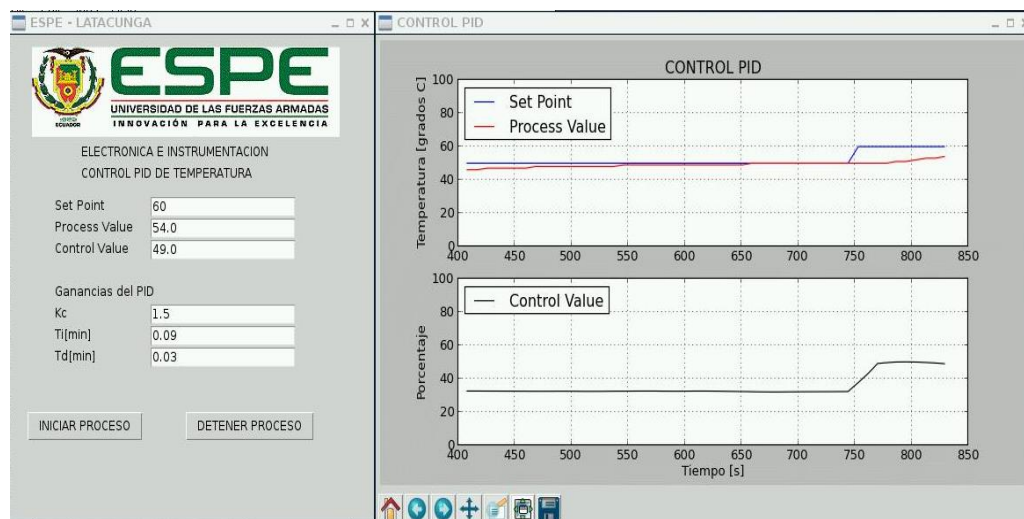 ESPE - LATACUNGA
ESPE
UNIVERSIDAD DE LAS FUERZAS ARMADAS
INNOVACIÓN PARA LA EXCELENCIA
ECUADOR
ELECTRONICA E INSTRUMENTACION
CONTROL PID DE TEMPERATURA
Set Point 60
Process Value 54.0
Control Value 49.0
Ganancias del PID
Kc 1.5
Ti[min] 0.09
Td[min] 0.03
INICIAR PROCESO DETENER PROCESO
CONTROL PID
CONTROL PID
Temperatura [grados C]
100
80
60
40
20
0
Set Point
Process Value
400 450 500 550 600 650 700 750 800 850
Porcentaje
100
80
60
40
20
0
Control Value
400 450 500 550 600 650 700 750 800 850
Tiempo [s]